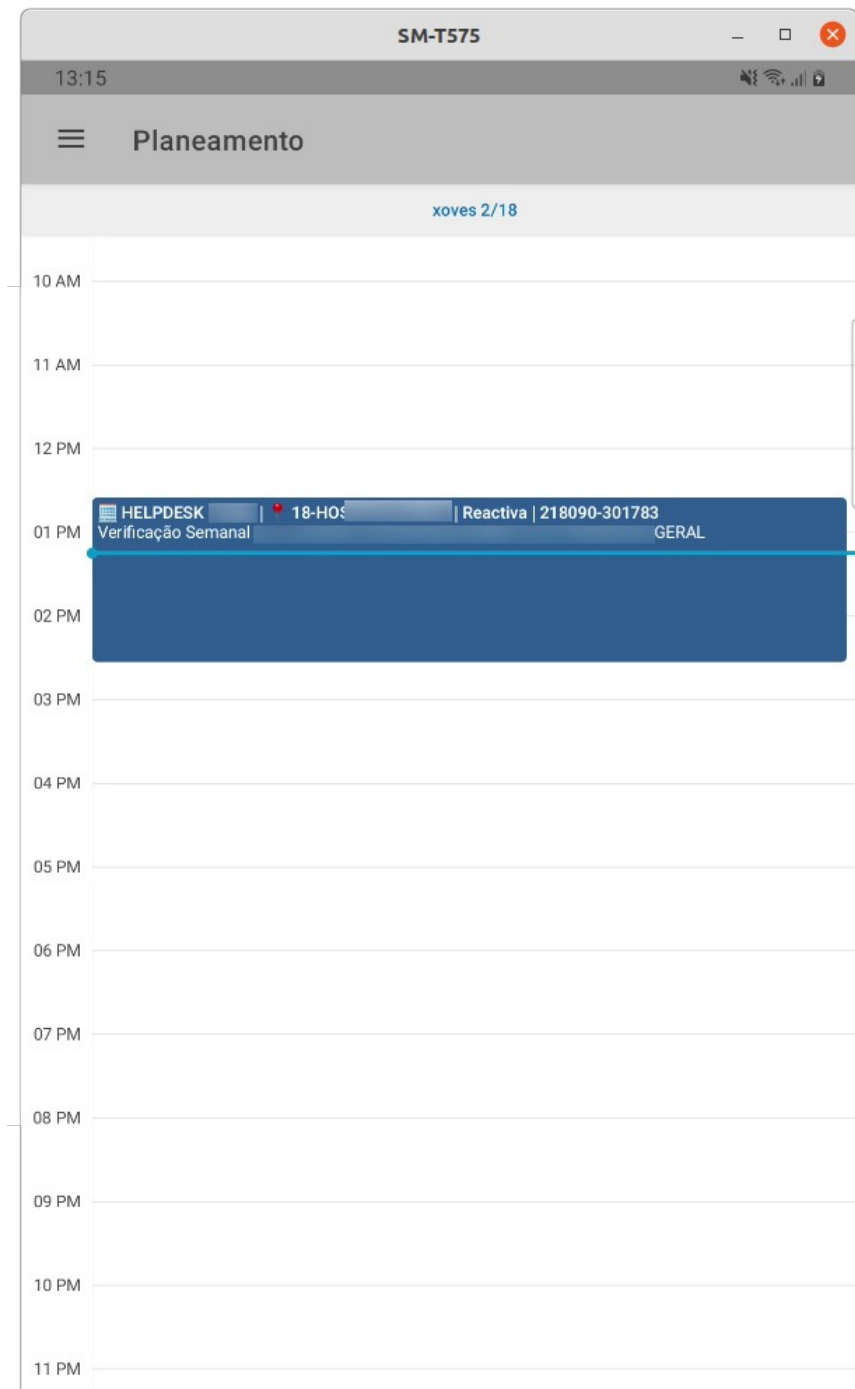 SM-T575
13:15
Planeamento
xoves 2/18
10 AM
11 AM
12 PM
HELPDESK | 18-HOS | Reactiva | 218090-301783
01 PM
Verificação Semanal GERAL
02 PM
03 PM
04 PM
05 PM
06 PM
07 PM
08 PM
09 PM
10 PM
11 PM